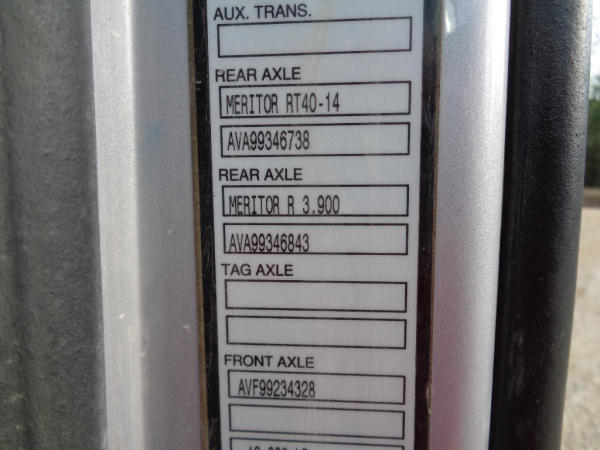 AUX. TRANS.
REAR AXLE
MERITOR RT40-14
AVA99346738
REAR AXLE
MERITOR R 3.900
AVA99346843
TAG AXLE
FRONT AXLE
AVF99234328